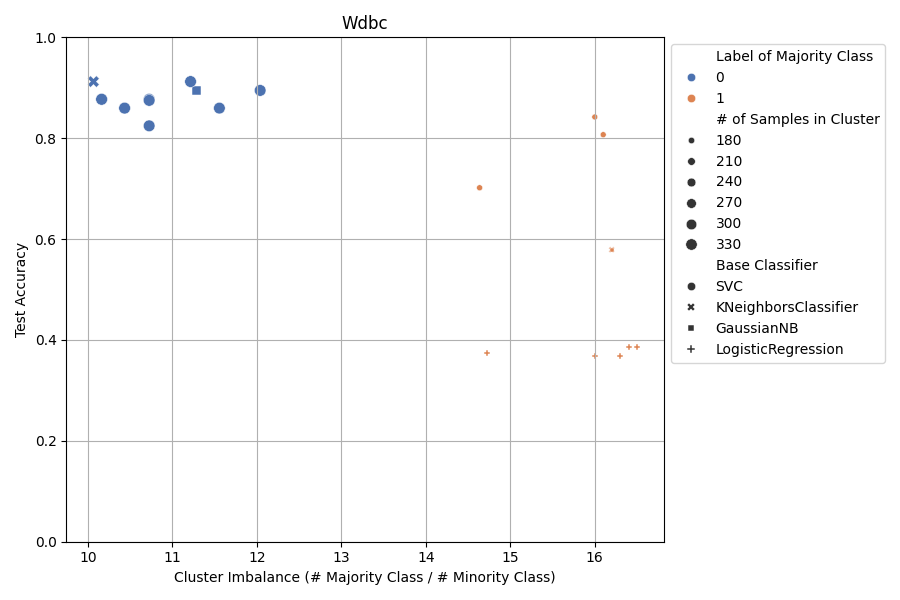 Wdbc
1.0
0.8
0.6
0.4
0.2
0.0
Test Accuracy
10
11
12
13
14
15
16
Cluster Imbalance (# Majority Class / # Minority Class)
Label of Majority Class
0
1
# of Samples in Cluster
180
210
240
270
300
330
Base Classifier
SVC
KNeighborsClassifier
GaussianNB
LogisticRegression